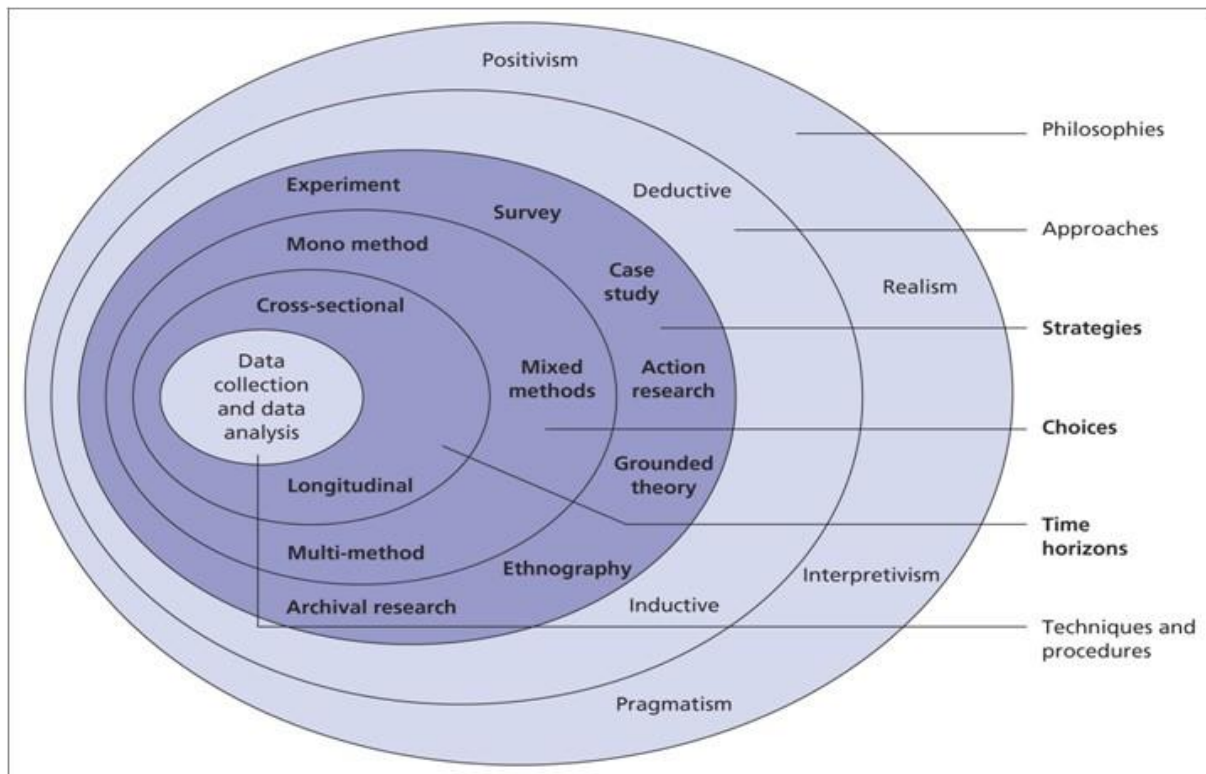 Positivism
Philosophies
Experiment
Deductive
Survey
Approaches
Mono method
Case
study
Realism
Cross-sectional
Strategies
Data
collection
and data
analysis
Mixed
methods
Action
research
Choices
Grounded
theory
Longitudinal
Time
horizons
Multi-method
Ethnography
Interpretivism
Archival research
Inductive
Techniques and
procedures
Pragmatism